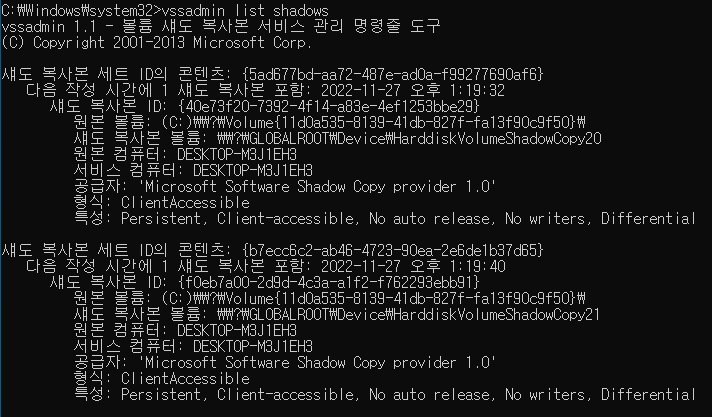 C:\Windows\system32>vssadmin list shadows
vssadmin 1.1 - 볼륨 섀도 복사본 서비스 관리 명령줄 도구
(C) Copyright 2001-2013 Microsoft Corp.

섀도 복사본 세트 ID의 콘텐츠: {5ad677bd-aa72-487e-ad0a-f99277690af6}
   다음 작성 시간에 1 섀도 복사본 포함: 2022-11-27 오후 1:19:32
      섀도 복사본 ID: {40e73f20-7392-4f14-a83e-4ef1253bbe29}
         원본 볼륨: (C:)₩₩?₩Volume{11d0a535-8139-41db-827f-fa13f90c9f50}₩
         섀도 복사본 볼륨: ₩₩?₩GLOBALROOT₩Device₩HarddiskVolumeShadowCopy20
         원본 컴퓨터: DESKTOP-M3J1EH3
         서비스 컴퓨터: DESKTOP-M3J1EH3
         공급자: 'Microsoft Software Shadow Copy provider 1.0'
         형식: ClientAccessible
         특성: Persistent, Client-accessible, No auto release, No writers, Differential

섀도 복사본 세트 ID의 콘텐츠: {b7ecc6c2-ab46-4723-90ea-2e6de1b37d65}
   다음 작성 시간에 1 섀도 복사본 포함: 2022-11-27 오후 1:19:40
      섀도 복사본 ID: {f0eb7a00-2d9d-4c3a-a1f2-f762293ebb91}
         원본 볼륨: (C:)₩₩?₩Volume{11d0a535-8139-41db-827f-fa13f90c9f50}₩
         섀도 복사본 볼륨: ₩₩?₩GLOBALROOT₩Device₩HarddiskVolumeShadowCopy21
         원본 컴퓨터: DESKTOP-M3J1EH3
         서비스 컴퓨터: DESKTOP-M3J1EH3
         공급자: 'Microsoft Software Shadow Copy provider 1.0'
         형식: ClientAccessible
         특성: Persistent, Client-accessible, No auto release, No writers, Differential